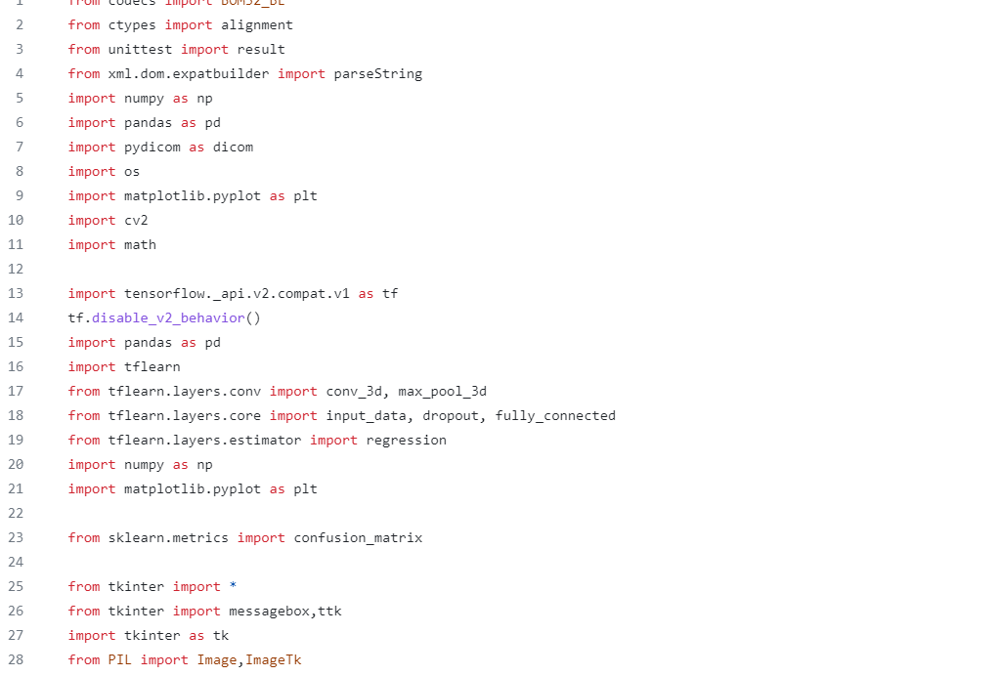 1 from codecs import BOM32_BE
2 from ctypes import alignment
3 from unittest import result
4 from xml.dom.expatbuilder import parseString
5 import numpy as np
6 import pandas as pd
7 import pydicom as dicom
8 import os
9 import matplotlib.pyplot as plt
10 import cv2
11 import math
12
13 import tensorflow._api.v2.compat.v1 as tf
14 tf.disable_v2_behavior()
15 import pandas as pd
16 import tflearn
17 from tflearn.layers.conv import conv_3d, max_pool_3d
18 from tflearn.layers.core import input_data, dropout, fully_connected
19 from tflearn.layers.estimator import regression
20 import numpy as np
21 import matplotlib.pyplot as plt
22
23 from sklearn.metrics import confusion_matrix
24
25 from tkinter import *
26 from tkinter import messagebox,ttk
27 import tkinter as tk
28 from PIL import Image,ImageTk